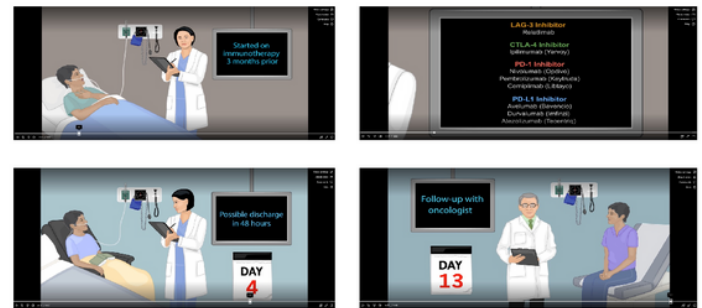 Started on
immunotherapy
3 months prior
LAG-3 Inhibitor
Relatlimab
CTLA-4 Inhibitor
Ipilimumab (Yervoy)
PD-1 Inhibitor
Nivolumab (Opdivo)
Pembrolizumab (Keytruda)
Cemiplimab (Libtayo)
PD-L1 Inhibitor
Avelumab (Bavencio)
Durvalumab (Imfinzi)
Atezolizumab (Tecentriq)
Possible discharge
in 48 hours
DAY
4
Follow-up with
oncologist
DAY
13